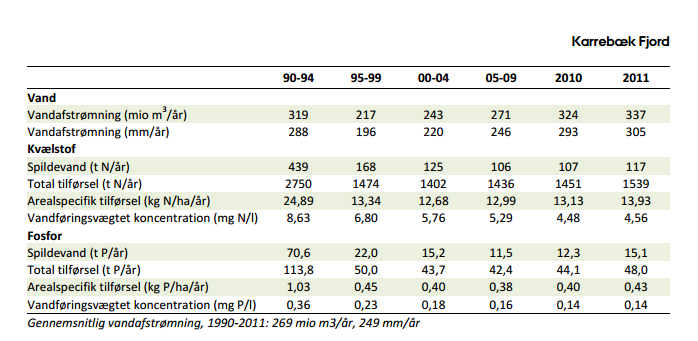 Karrebæk Fjord
90-94 95-99 00-04 05-09 2010 2011
Vand
Vandafstrømning (mio m³/år) 319 217 243 271 324 337
Vandafstrømning (mm/år) 288 196 220 246 293 305
Kvælstof
Spildevand (t N/år) 439 168 125 106 107 117
Total tilførsel (t N/år) 2750 1474 1402 1436 1451 1539
Arealspecifik tilførsel (kg N/ha/år) 24,89 13,34 12,68 12,99 13,13 13,93
Vandføringsvægtet koncentration (mg N/l) 8,63 6,80 5,76 5,29 4,48 4,56
Fosfor
Spildevand (t P/år) 70,6 22,0 15,2 11,5 12,3 15,1
Total tilførsel (t P/år) 113,8 50,0 43,7 42,4 44,1 48,0
Arealspecifik tilførsel (kg P/ha/år) 1,03 0,45 0,40 0,38 0,40 0,43
Vandføringsvægtet koncentration (mg P/l) 0,36 0,23 0,18 0,16 0,14 0,14
Gennemsnitlig vandafstrømning, 1990-2011: 269 mio m3/år, 249 mm/år